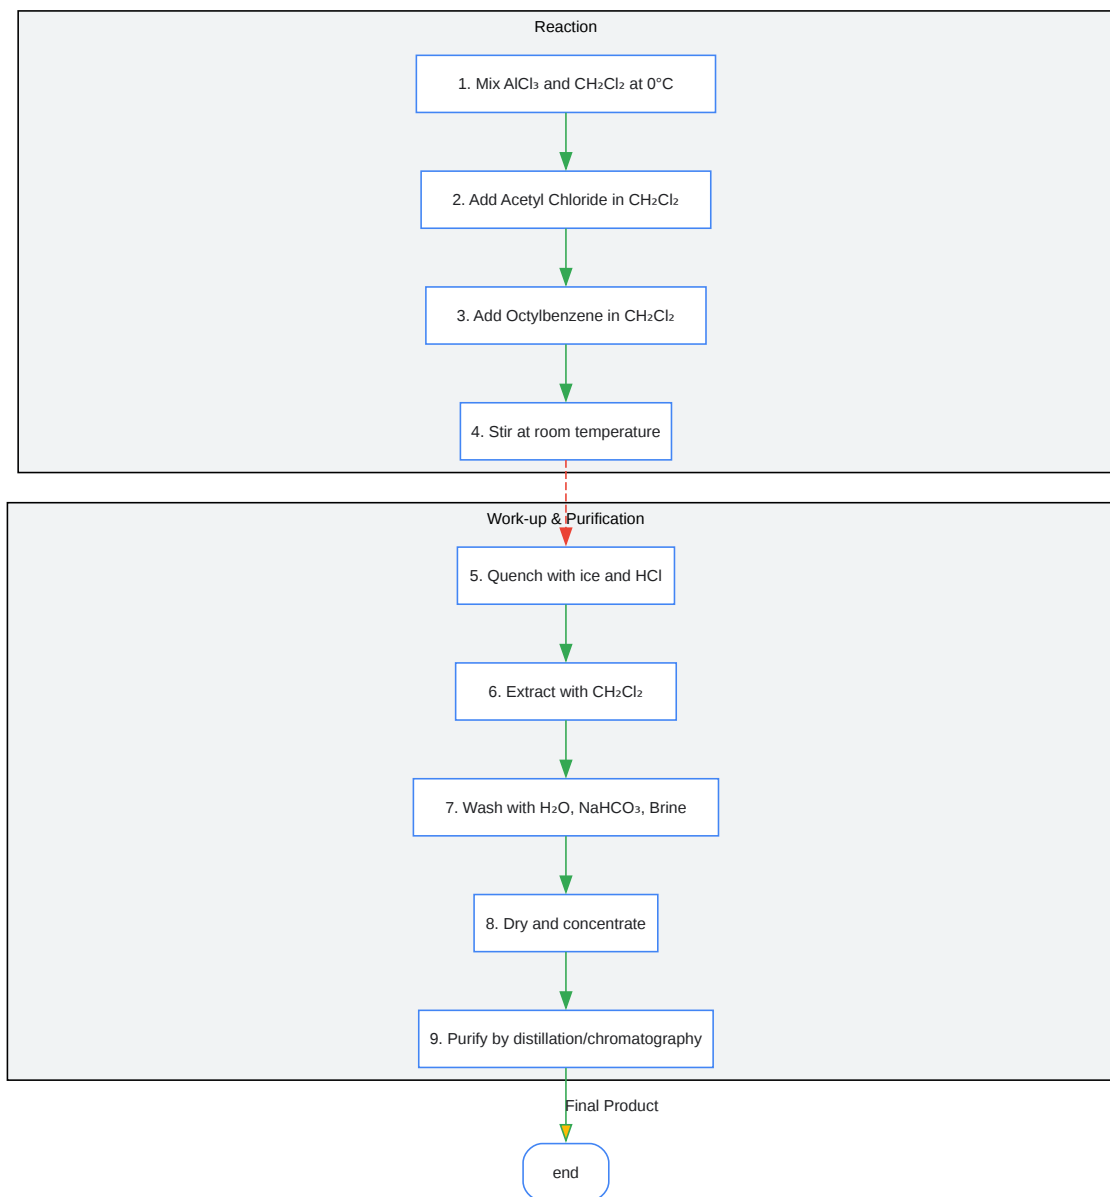 Reaction
1. Mix AlCl₃ and CH₂Cl₂ at 0°C
2. Add Acetyl Chloride in CH₂Cl₂
3. Add Octylbenzene in CH₂Cl₂
4. Stir at room temperature
Work-up & Purification
5. Quench with ice and HCl
6. Extract with CH₂Cl₂
7. Wash with H₂O, NaHCO₃, Brine
8. Dry and concentrate
9. Purify by distillation/chromatography
Final Product
end